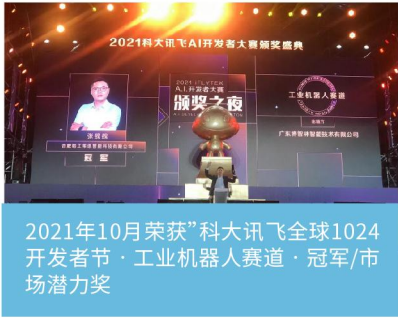 2021科大讯飞AI开发者大赛颁奖盛典
2021 iFLYTEK
A.I.开发者大赛
颁奖之夜
工业机器人赛道
冠军
广东博智林智能技术有限公司
2021年10月荣获”科大讯飞全球1024
开发者节·工业机器人赛道·冠军/市
场潜力奖